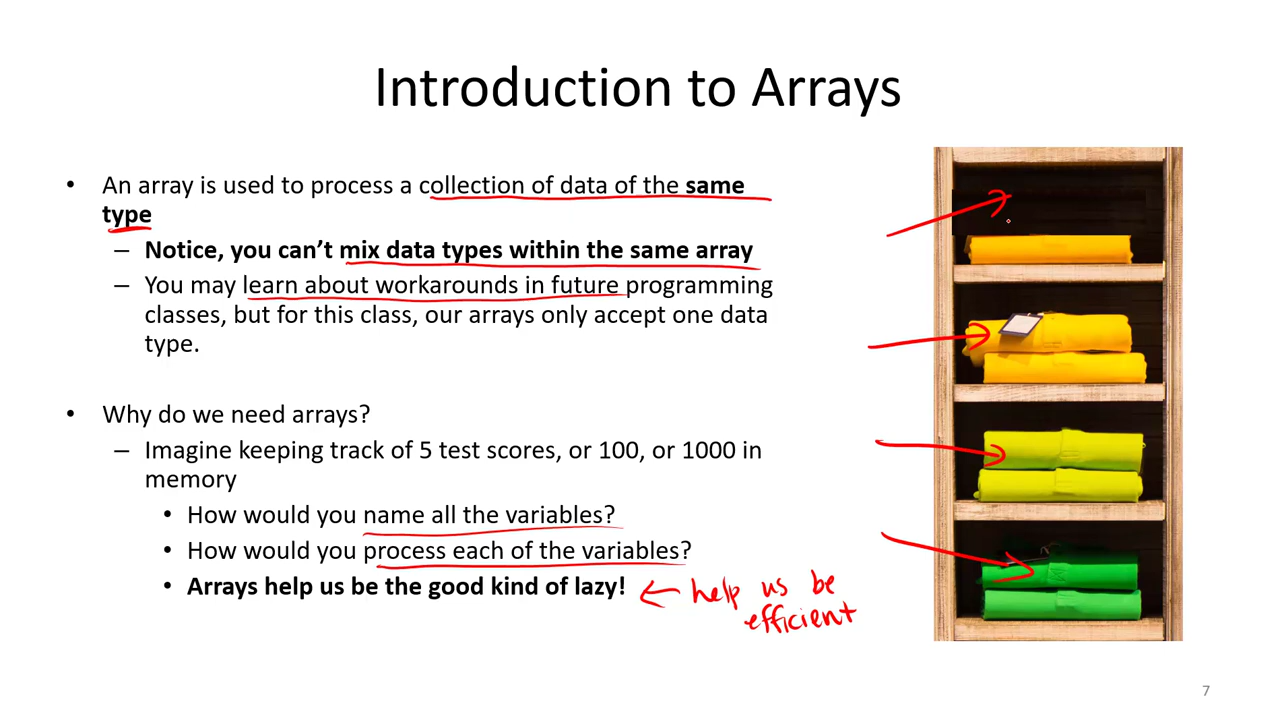 Introduction to Arrays
• An array is used to process a collection of data of the same
type
– Notice, you can’t mix data types within the same array
– You may learn about workarounds in future programming
classes, but for this class, our arrays only accept one data
type.
• Why do we need arrays?
– Imagine keeping track of 5 test scores, or 100, or 1000 in
memory
• How would you name all the variables?
• How would you process each of the variables?
• Arrays help us be the good kind of lazy!
help us be
efficient
7